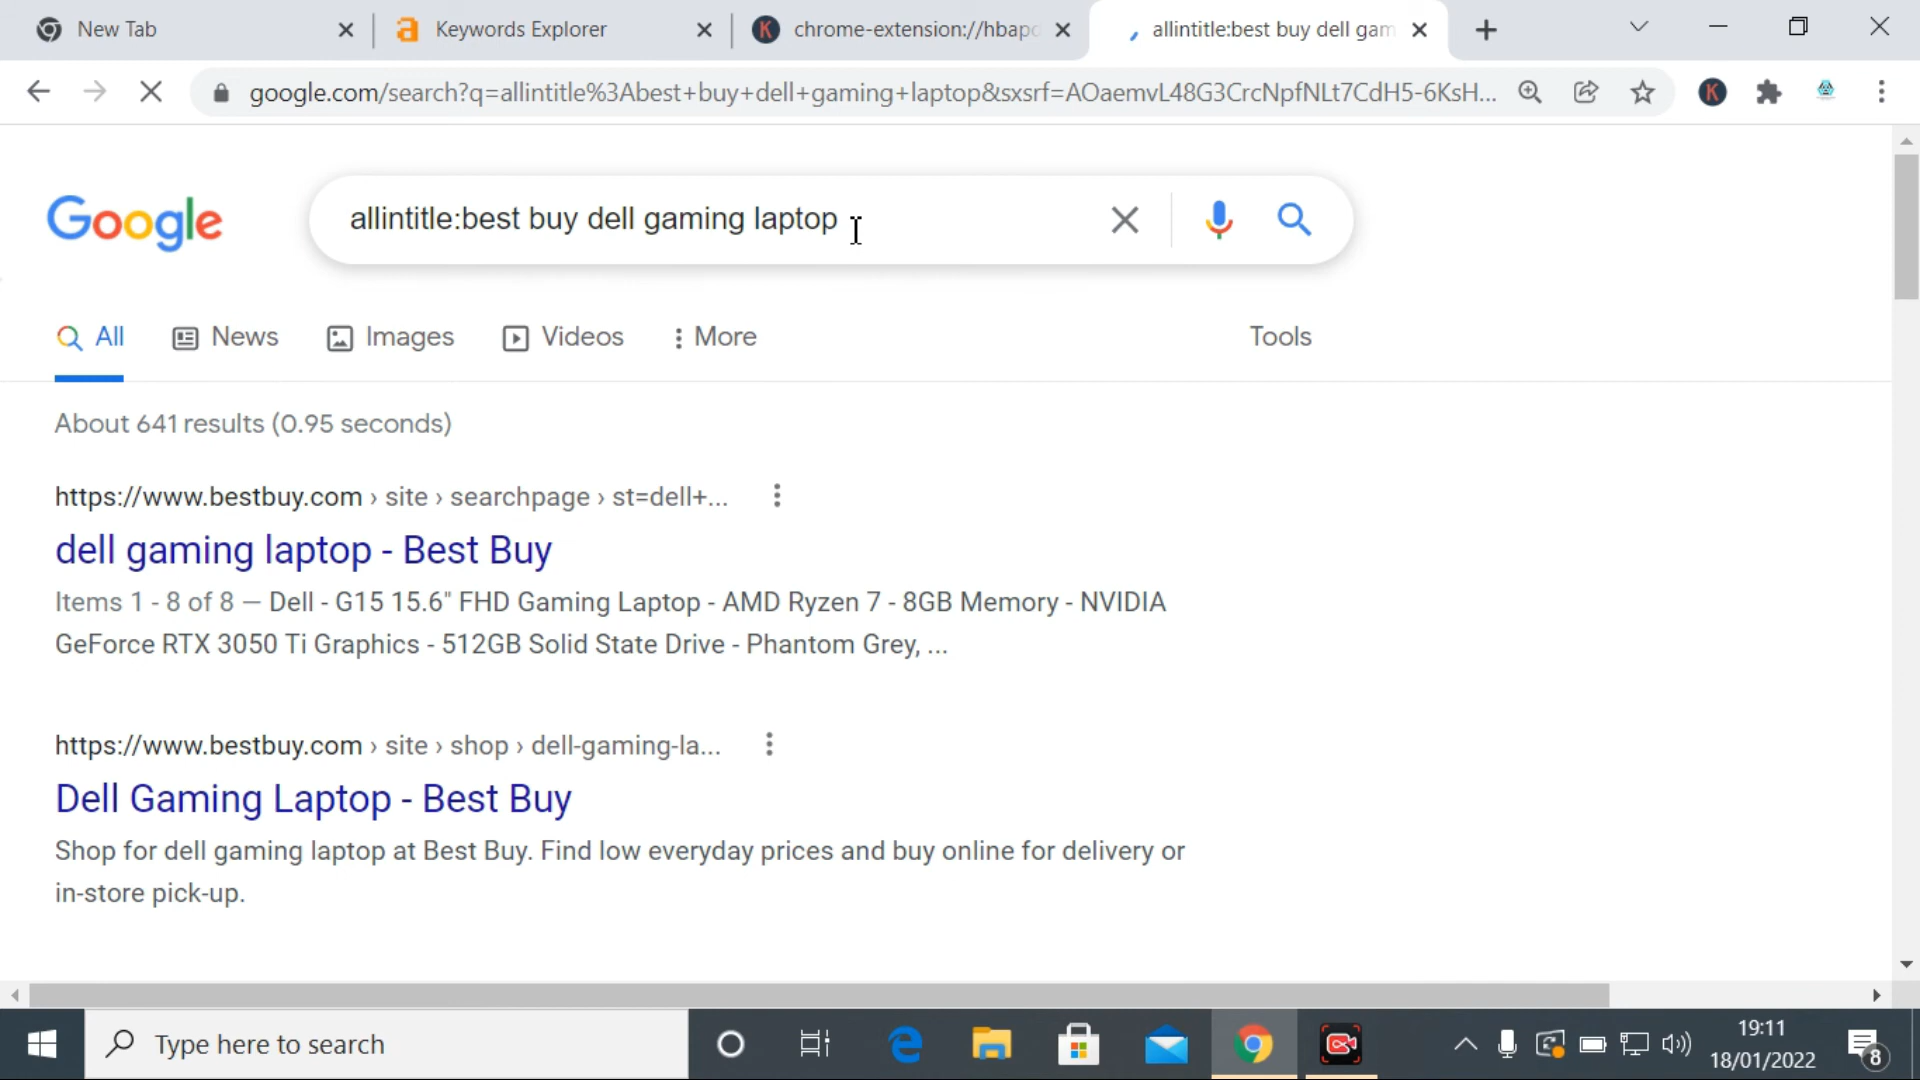 New Tab
Keywords Explorer
chrome-extension://hbapo
allintitle:best buy dell gam
google.com/search?q=allintitle%3Abest+buy+dell+gaming+laptop&sxsrf=AOaemvL48G3CrcNpfNLt7CdH5-6KsH...
Google
allintitle:best buy dell gaming laptop
All
News
Images
Videos
More
Tools
About 641 results (0.95 seconds)
https://www.bestbuy.com › site › searchpage › st=dell+...
dell gaming laptop - Best Buy
Items 1 - 8 of 8 — Dell - G15 15.6" FHD Gaming Laptop - AMD Ryzen 7 - 8GB Memory - NVIDIA
GeForce RTX 3050 Ti Graphics - 512GB Solid State Drive - Phantom Grey, ...
https://www.bestbuy.com › site › shop › dell-gaming-la...
Dell Gaming Laptop - Best Buy
Shop for dell gaming laptop at Best Buy. Find low everyday prices and buy online for delivery or
in-store pick-up.
Type here to search
19:11
18/01/2022
8